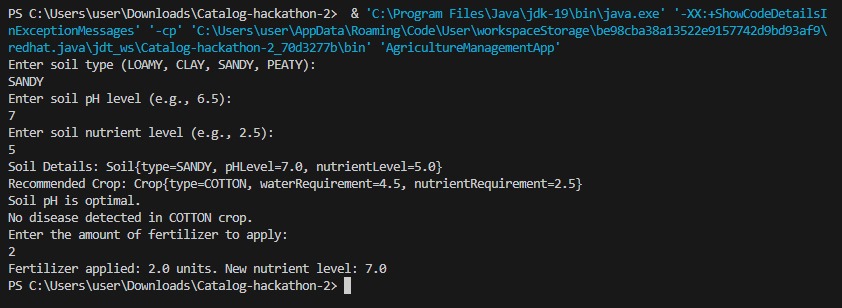 PS C:\Users\user\Downloads\Catalog-hackathon-2>  & 'C:\Program Files\Java\jdk-19\bin\java.exe' '-XX:+ShowCodeDetailsI
nExceptionMessages' '-cp' 'C:\Users\user\AppData\Roaming\Code\User\workspaceStorage\be98cba38a13522e9157742d9bd93af9\
redhat.java\jdt_ws\Catalog-hackathon-2_70d3277b\bin' 'AgricultureManagementApp'
Enter soil type (LOAMY, CLAY, SANDY, PEATY):
SANDY
Enter soil pH level (e.g., 6.5):
7
Enter soil nutrient level (e.g., 2.5):
5
Soil Details: Soil{type=SANDY, pHLevel=7.0, nutrientLevel=5.0}
Recommended Crop: Crop{type=COTTON, waterRequirement=4.5, nutrientRequirement=2.5}
Soil pH is optimal.
No disease detected in COTTON crop.
Enter the amount of fertilizer to apply:
2
Fertilizer applied: 2.0 units. New nutrient level: 7.0
PS C:\Users\user\Downloads\Catalog-hackathon-2>